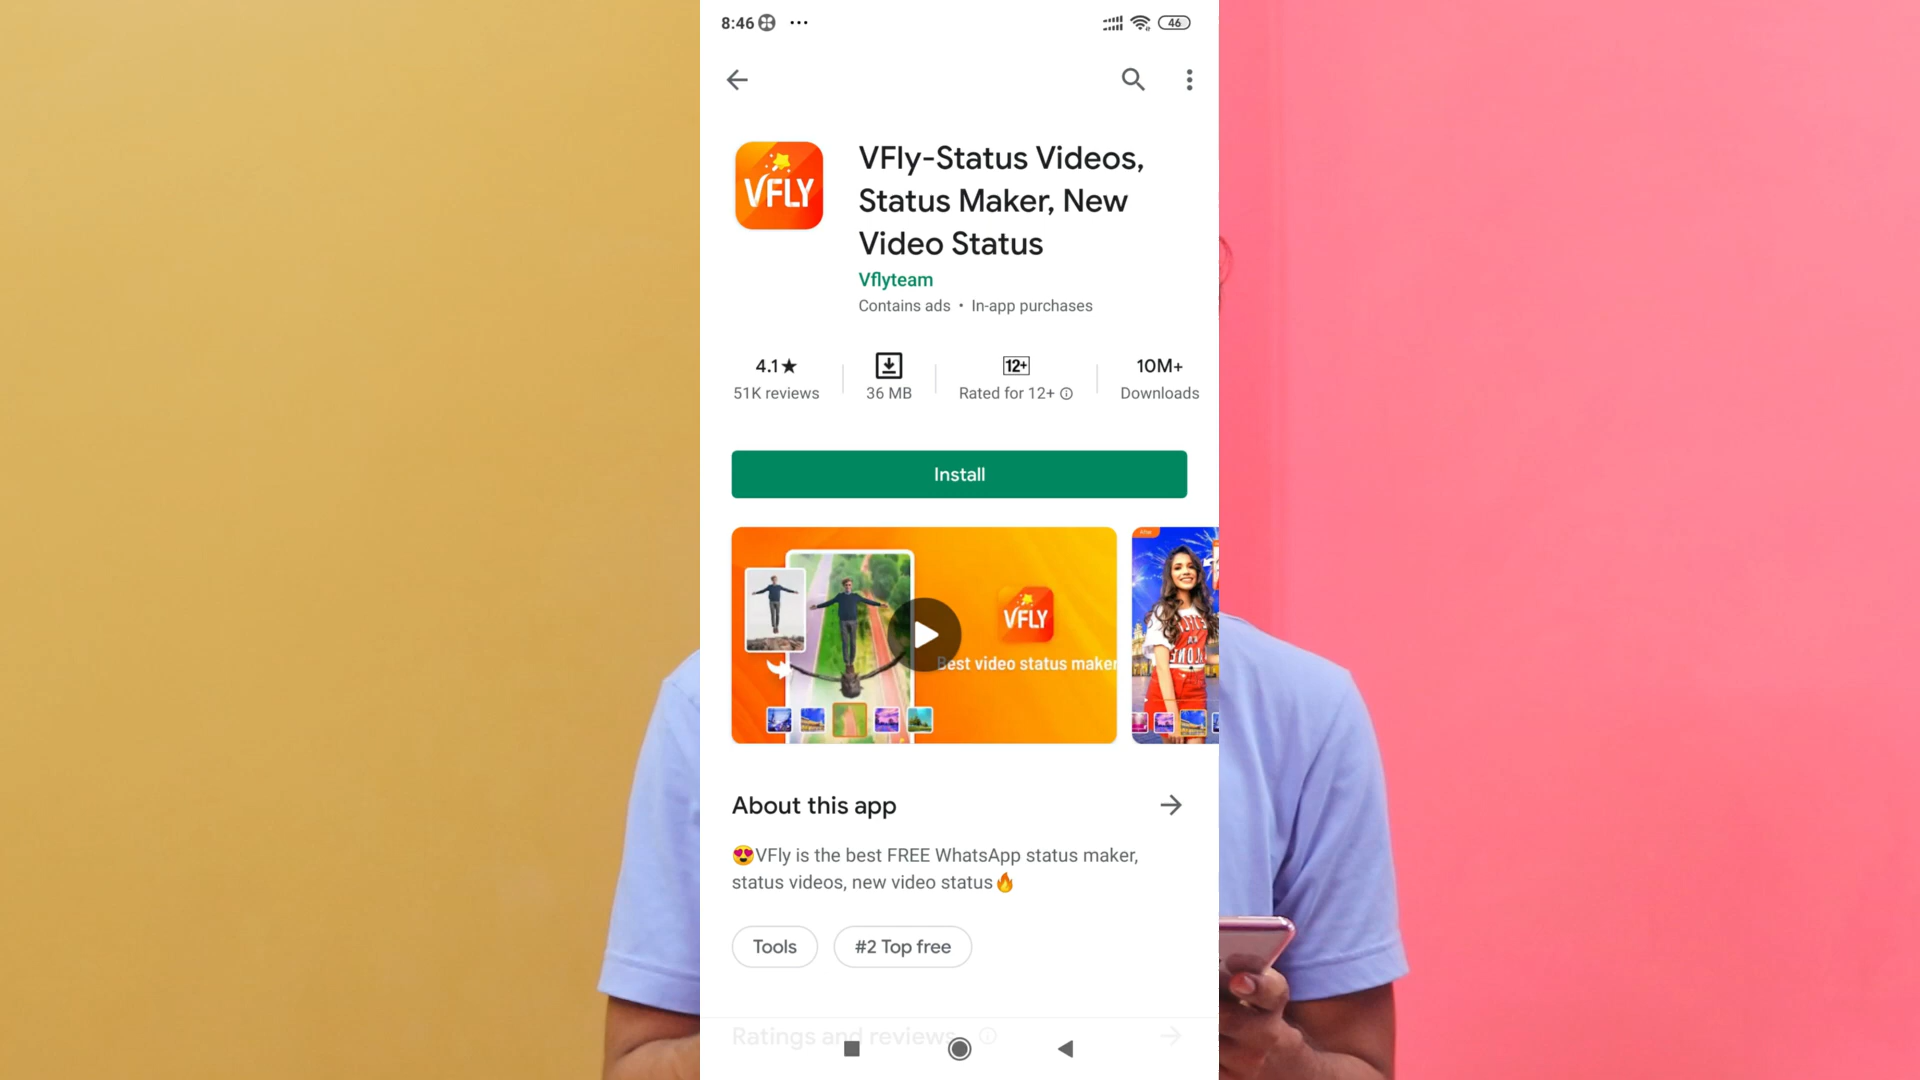 8:46
46
VFLY
VFly-Status Videos,
Status Maker, New
Video Status
Vflyteam
Contains ads • In-app purchases
4.1★
51K reviews
36 MB
12+
Rated for 12+
10M+
Downloads
Install
VFLY
Best video status maker
About this app
😍VFly is the best FREE WhatsApp status maker,
status videos, new video status🔥
Tools
#2 Top free
Ratings and reviews